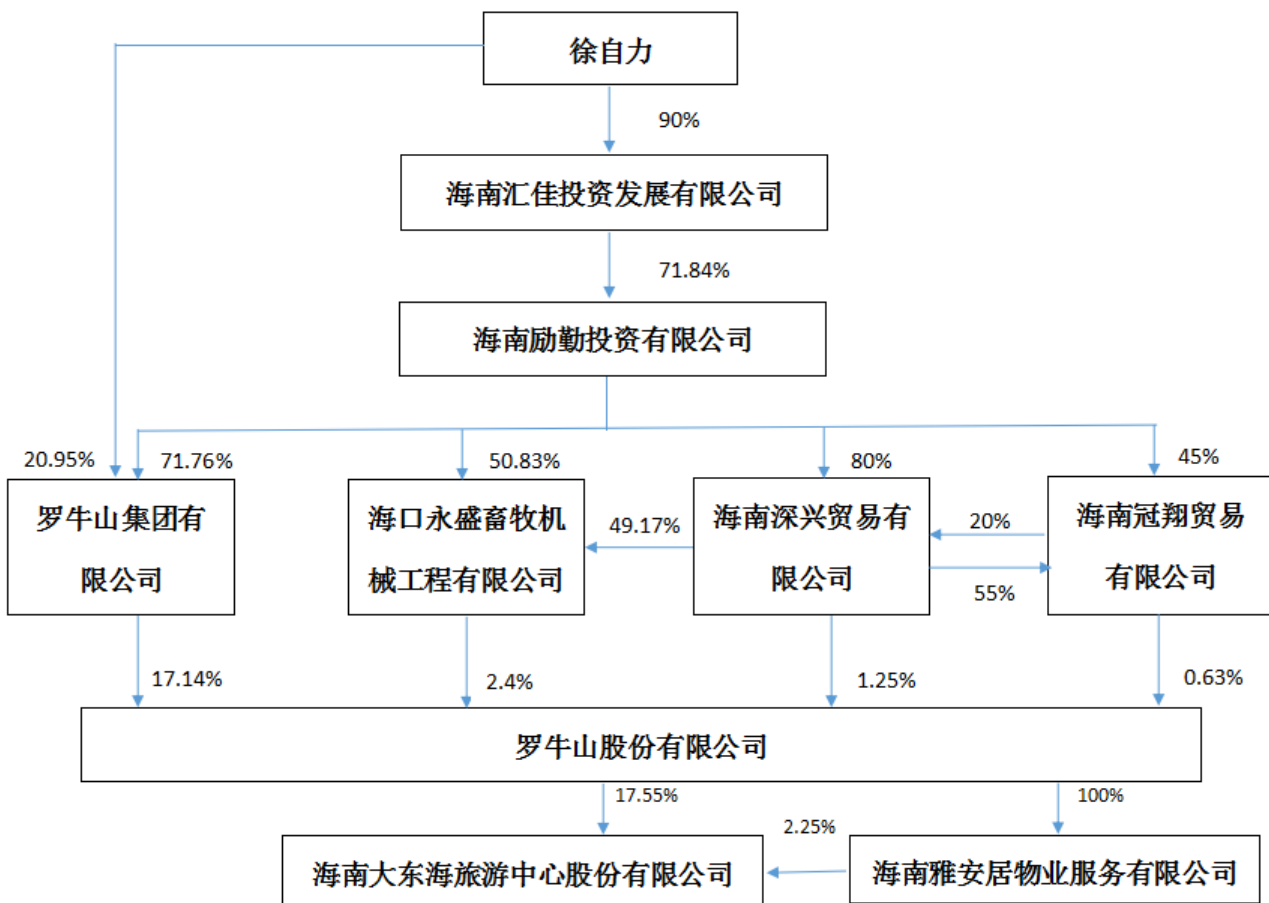 徐自力
90%
海南汇佳投资发展有限公司
71.84%
海南励勤投资有限公司
20.95%
71.76%
50.83%
80%
45%
罗牛山集团有
限公司
海口永盛畜牧机
械工程有限公司
49.17%
海南深兴贸易有
限公司
20%
55%
海南冠翔贸易
有限公司
17.14%
2.4%
1.25%
0.63%
罗牛山股份有限公司
17.55%
100%
2.25%
海南大东海旅游中心股份有限公司
海南雅安居物业服务有限公司